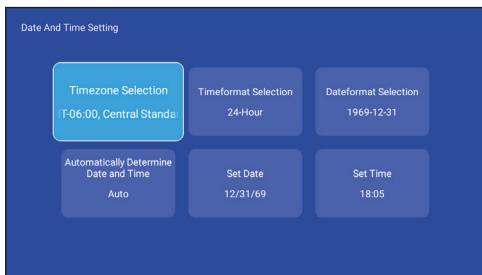 Date And Time Setting
Timezone Selection
T-06:00, Central Standa
Timeformat Selection
24-Hour
Dateformat Selection
1969-12-31
Automatically Determine
Date and Time
Auto
Set Date
12/31/69
Set Time
18:05